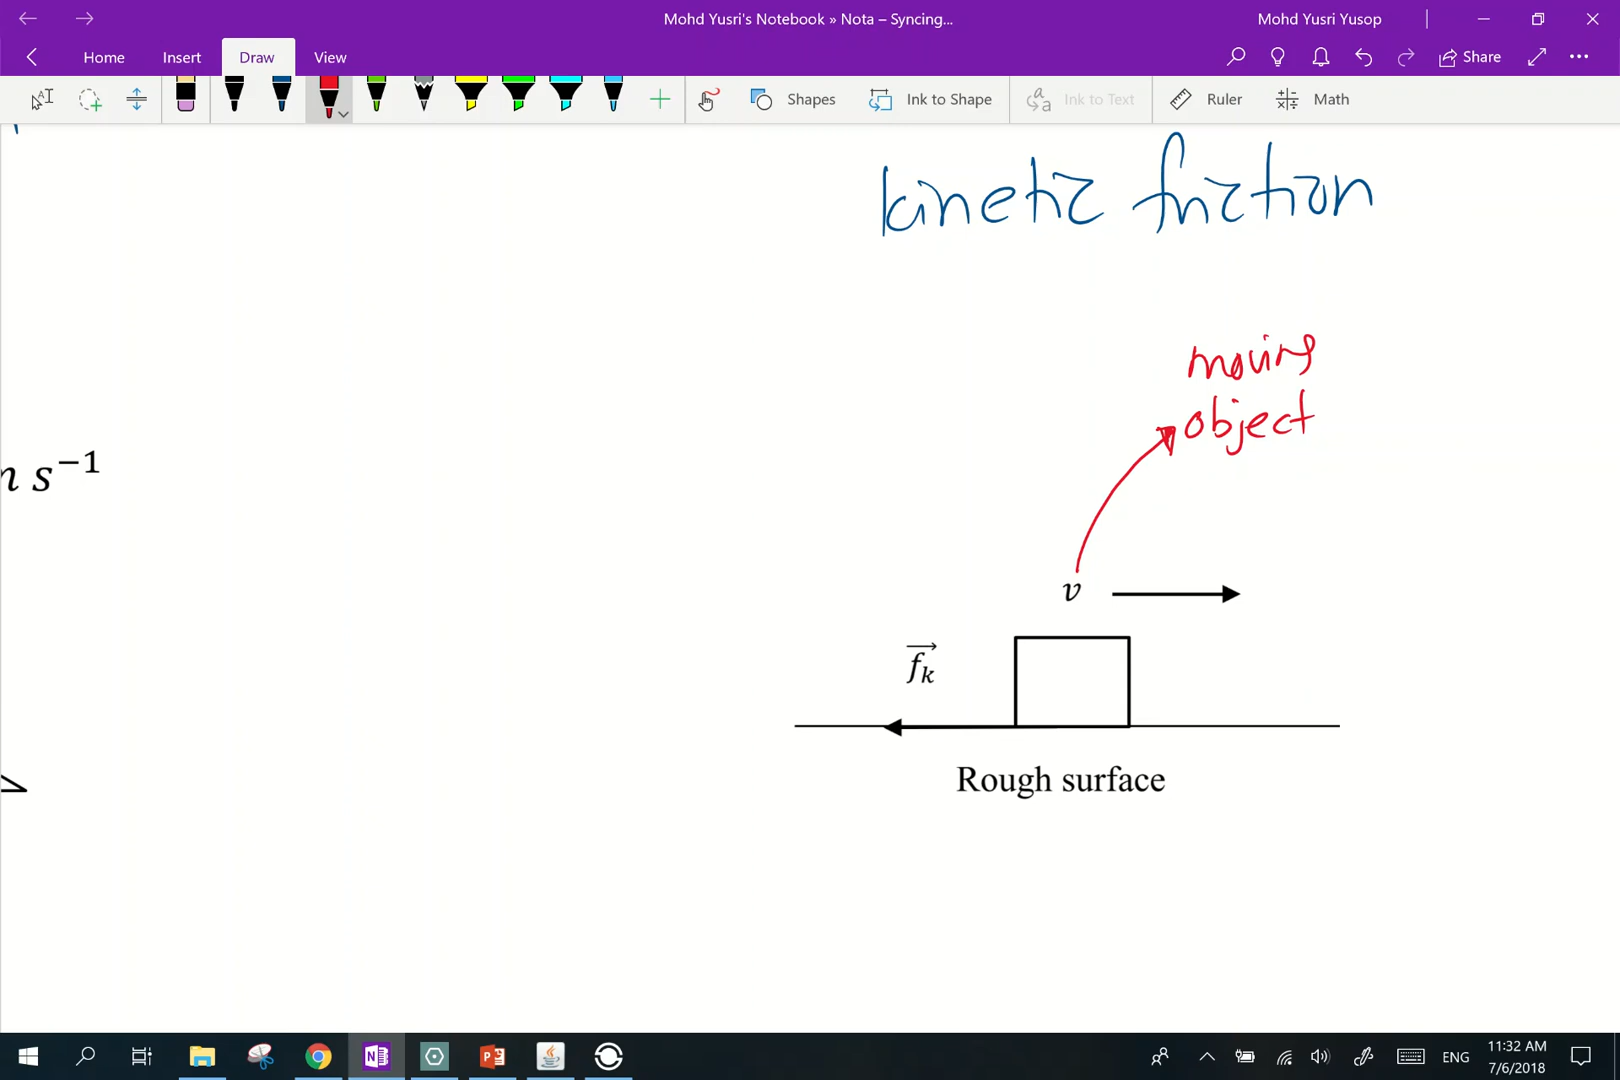 Mohd Yusri's Notebook » Nota – Syncing...
Mohd Yusri Yusop
Home Insert Draw View
Share
Shapes Ink to Shape Ink to Text Ruler Math
kinetic friction
moving
object
s⁻¹
v
f⃗ₖ
Rough surface
ENG
11:32 AM
7/6/2018